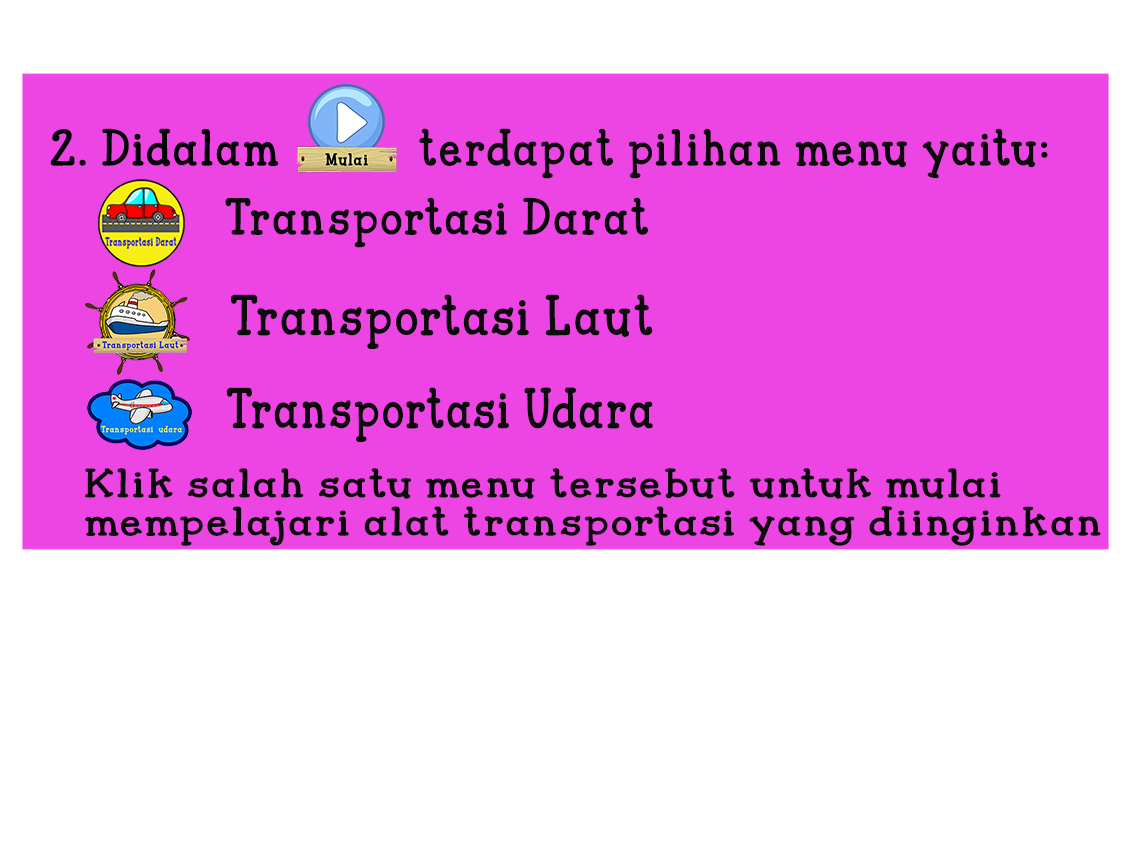 2. Didalam Mulai terdapat pilihan menu yaitu:
Transportasi Darat Transportasi Darat
Transportasi Laut Transportasi Laut
Transportasi udara Transportasi Udara
Klik salah satu menu tersebut untuk mulai
mempelajari alat transportasi yang diinginkan